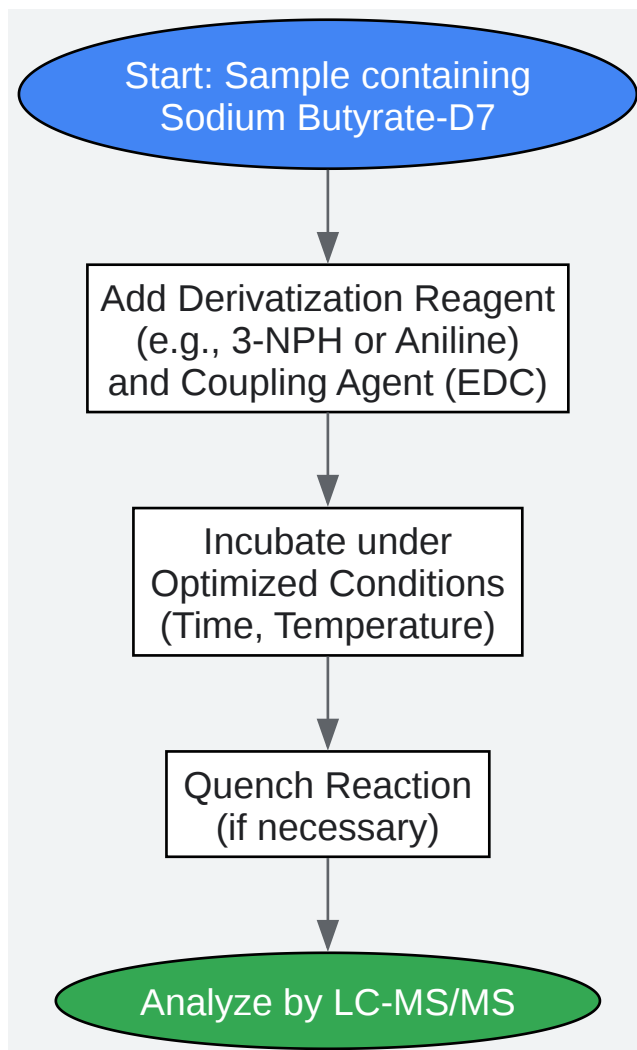 Start: Sample containing
Sodium Butyrate-D7
Add Derivatization Reagent
(e.g., 3-NPH or Aniline)
and Coupling Agent (EDC)
Incubate under
Optimized Conditions
(Time, Temperature)
Quench Reaction
(if necessary)
Analyze by LC-MS/MS